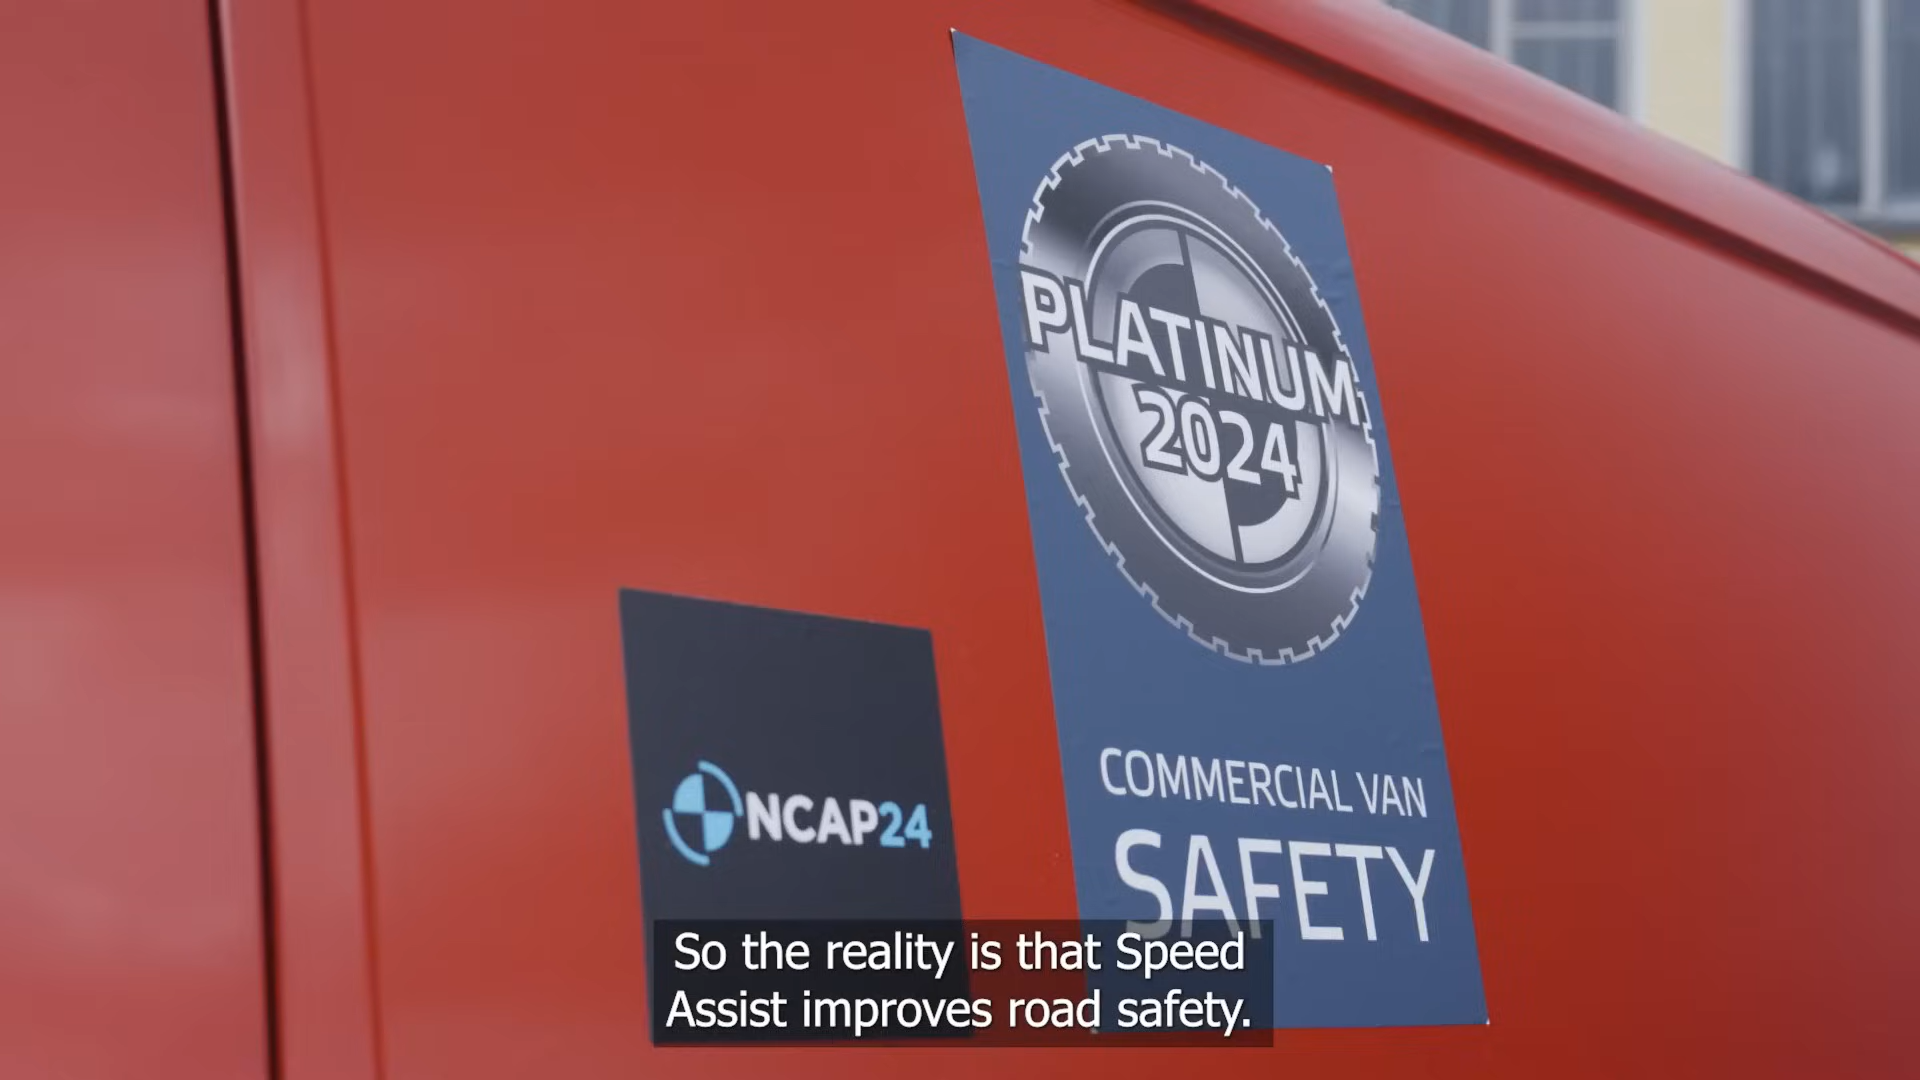 PLATINUM
2024
COMMERCIAL VAN
SAFETY
NCAP24
So the reality is that Speed
Assist improves road safety.